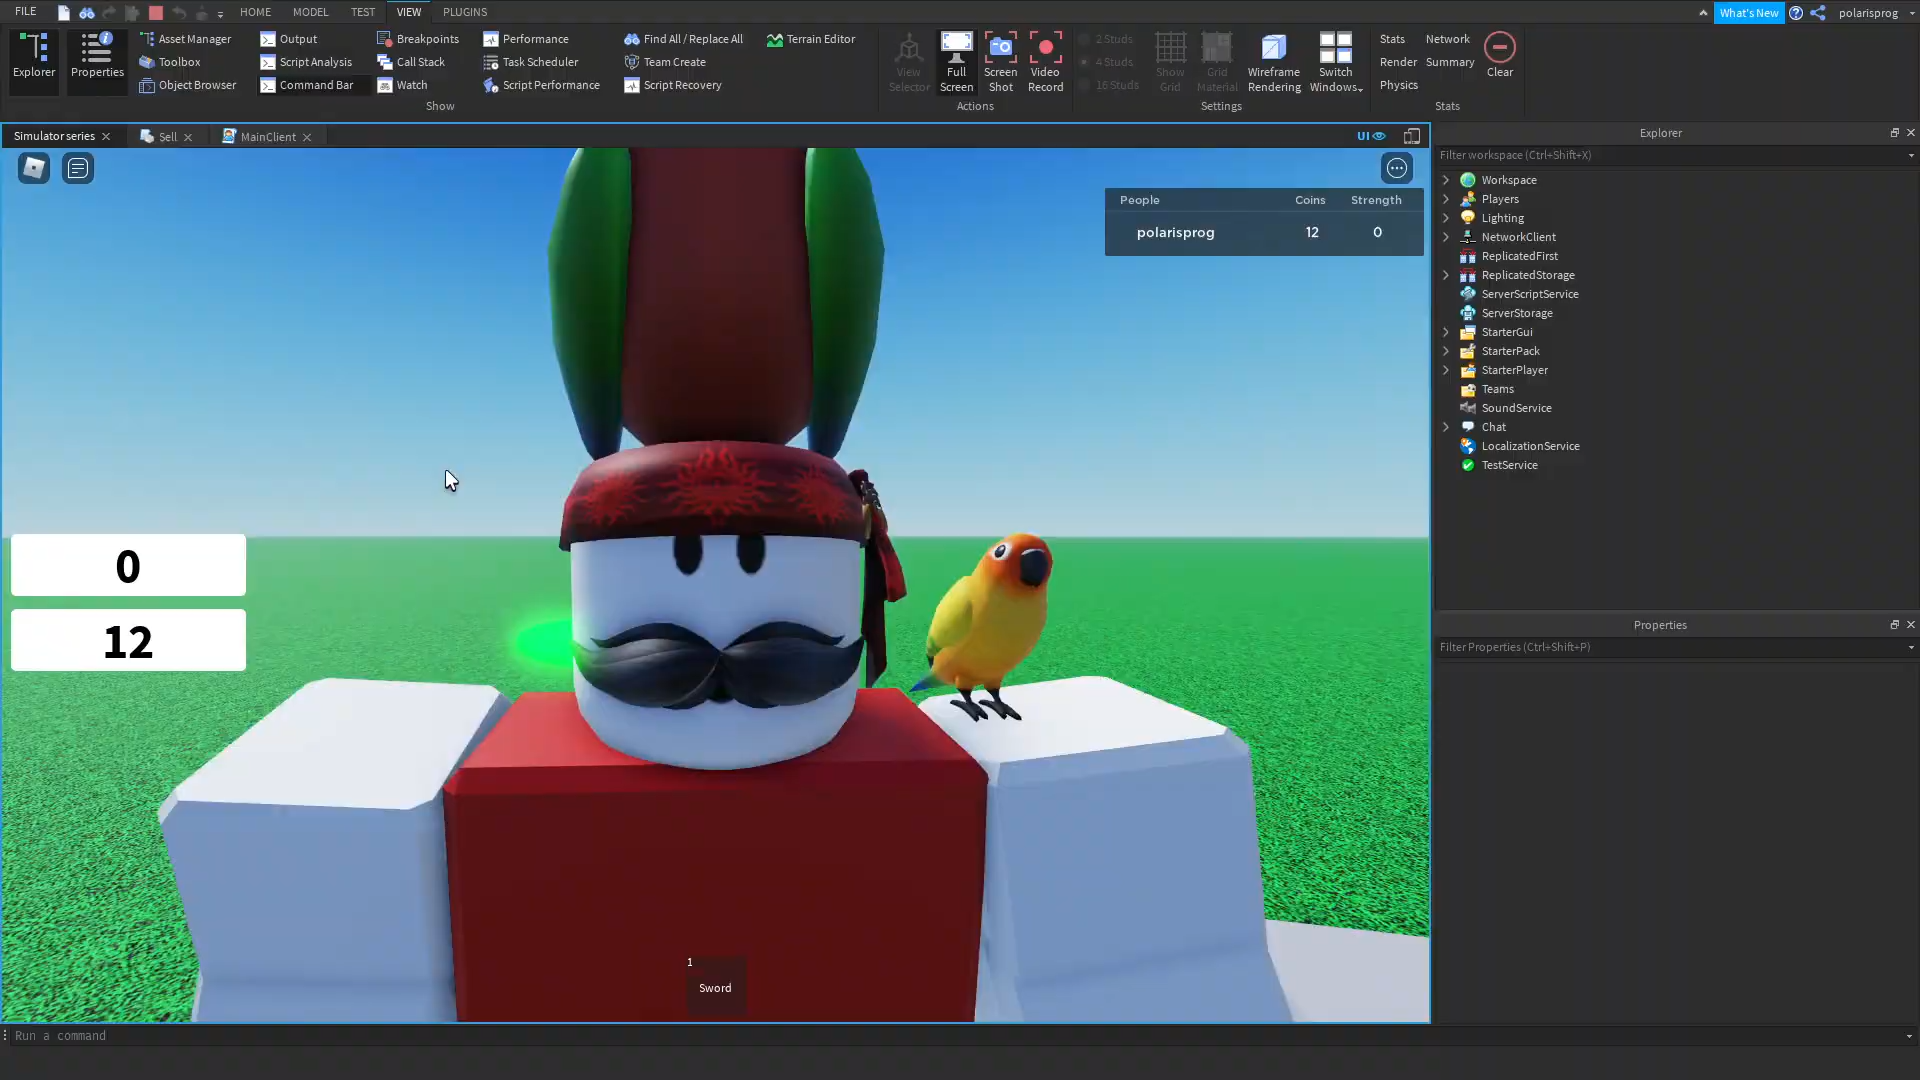 FILE
HOME
MODEL
TEST
VIEW
PLUGINS
What's New
polarisprog
Explorer
Properties
Asset Manager
Toolbox
Object Browser
Output
Script Analysis
Command Bar
Breakpoints
Call Stack
Watch
Performance
Task Scheduler
Script Performance
Find All / Replace All
Team Create
Script Recovery
Terrain Editor
Show
View
Selector
Full
Screen
Screen
Shot
Video
Record
Actions
2 Studs
4 Studs
16 Studs
Show
Grid
Grid
Material
Wireframe
Rendering
Switch
Windows
Settings
Stats
Network
Render
Summary
Physics
Clear
Stats
Simulator series
Sell
MainClient
UI
People Coins Strength
polarisprog 12 0
0
12
1
Sword
Run a command
Explorer
Filter workspace (Ctrl+Shift+X)
Workspace
Players
Lighting
NetworkClient
ReplicatedFirst
ReplicatedStorage
ServerScriptService
ServerStorage
StarterGui
StarterPack
StarterPlayer
Teams
SoundService
Chat
LocalizationService
TestService
Properties
Filter Properties (Ctrl+Shift+P)